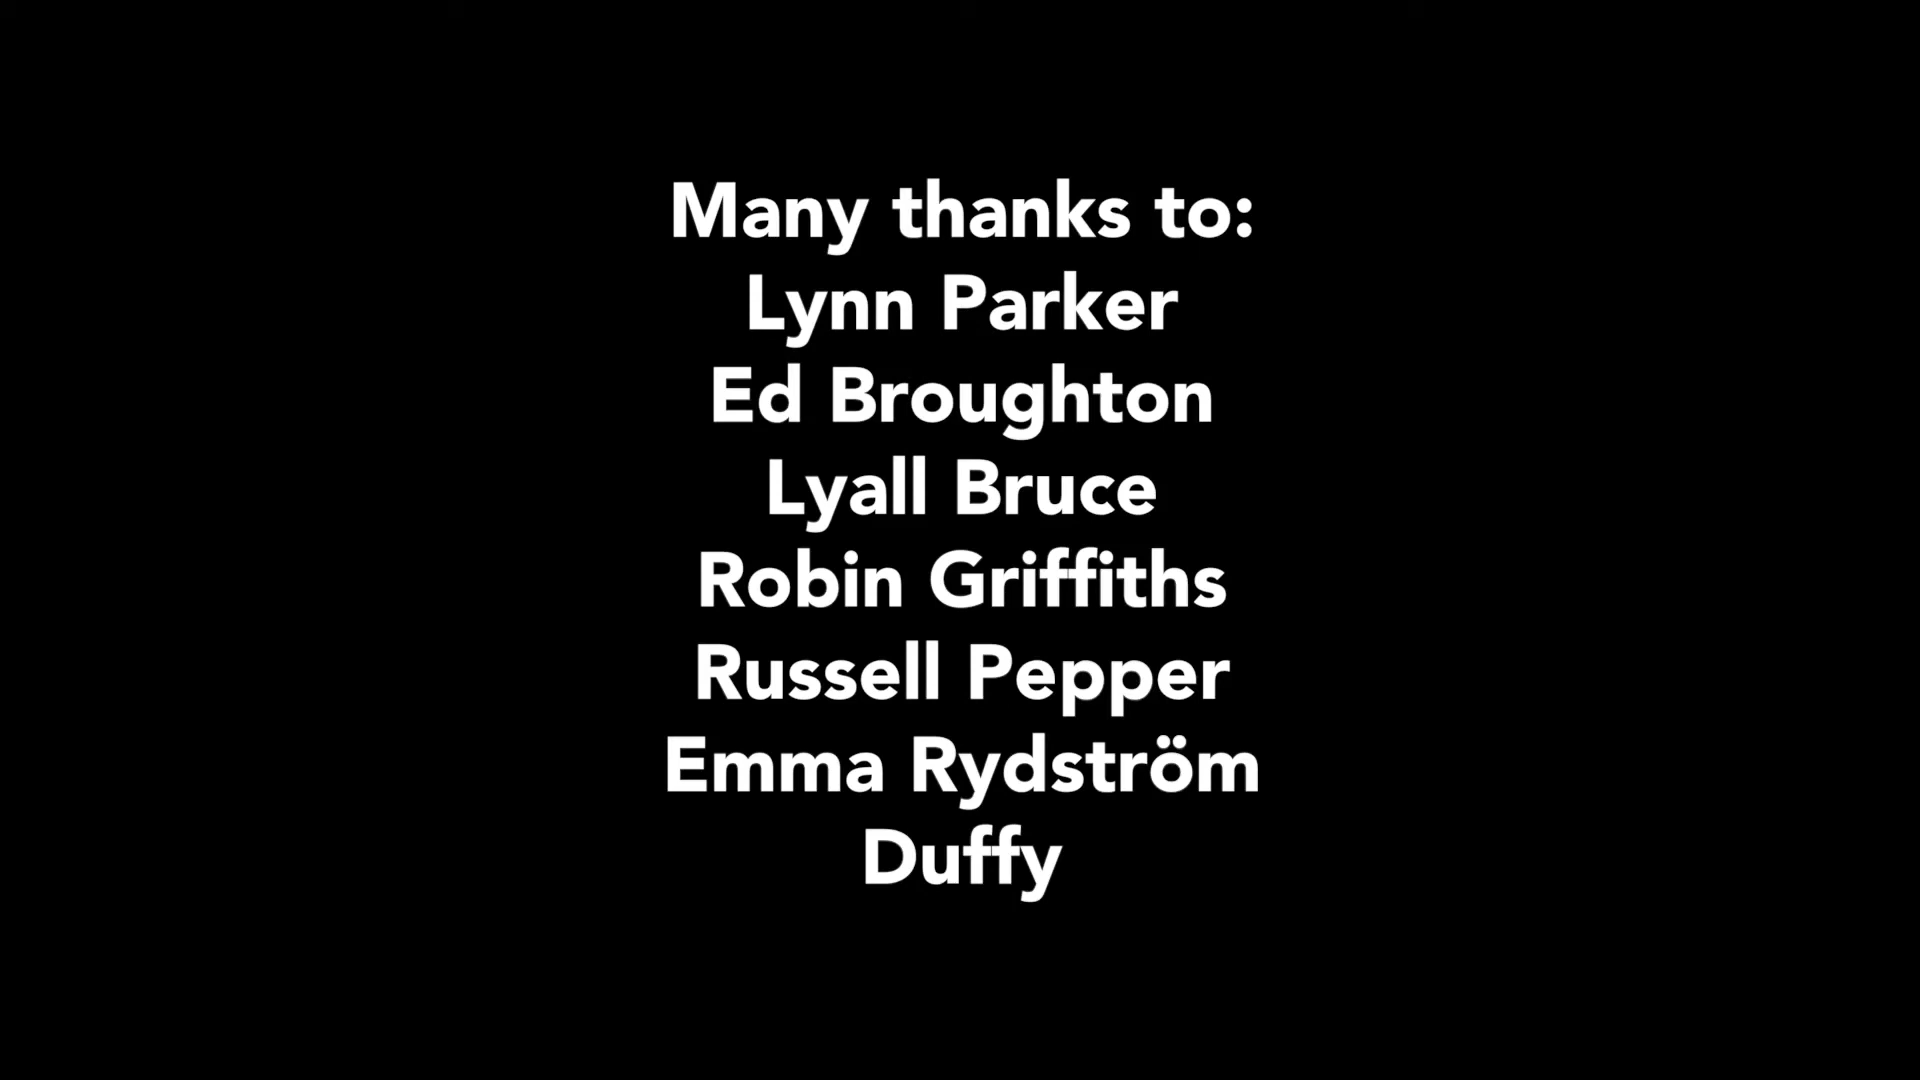 Many thanks to:
Lynn Parker
Ed Broughton
Lyall Bruce
Robin Griffiths
Russell Pepper
Emma Rydström
Duffy